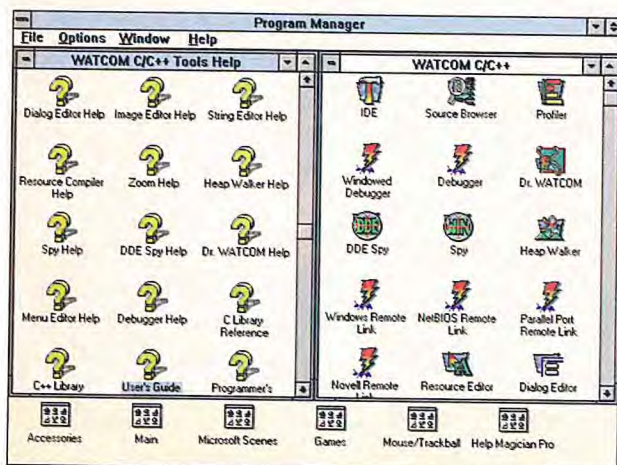 Program Manager
File Options Window Help
WATCOM C/C++ Tools Help
Dialog Editor Help
Image Editor Help
String Editor Help
Resource Compiler
Help
Zoom Help
Heap Walker Help
Spy Help
DDE Spy Help
Dr. WATCOM Help
Menu Editor Help
Debugger Help
C Library
Reference
C++ Library
User's Guide
Programmer's
WATCOM C/C++
IDE
Source Browser
Profiler
Windowed
Debugger
Debugger
Dr. WATCOM
DDE Spy
Spy
Heap Walker
Windows Remote
Link
NetBIOS Remote
Link
Parallel Port
Remote Link
Novell Remote
Link
Resource Editor
Dialog Editor
Accessories
Main
Microsoft Scenes
Games
Mouse/Trackball
Help Magician Pro